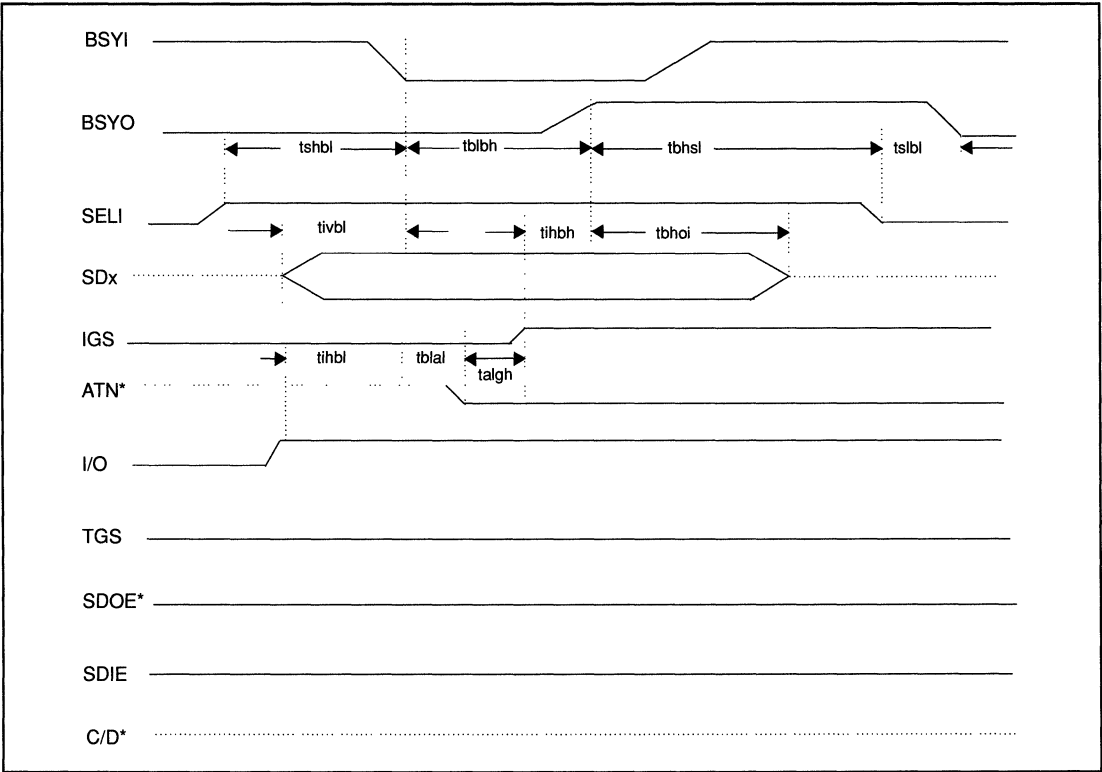 BSYI
BSYO
tshbl tblbh tbhsl tslbl
SELI
tivbl tihbh tbhoi
SDx
IGS
tihbl tblal talgh
ATN*
I/O
TGS
SDOE*
SDIE
C/D*